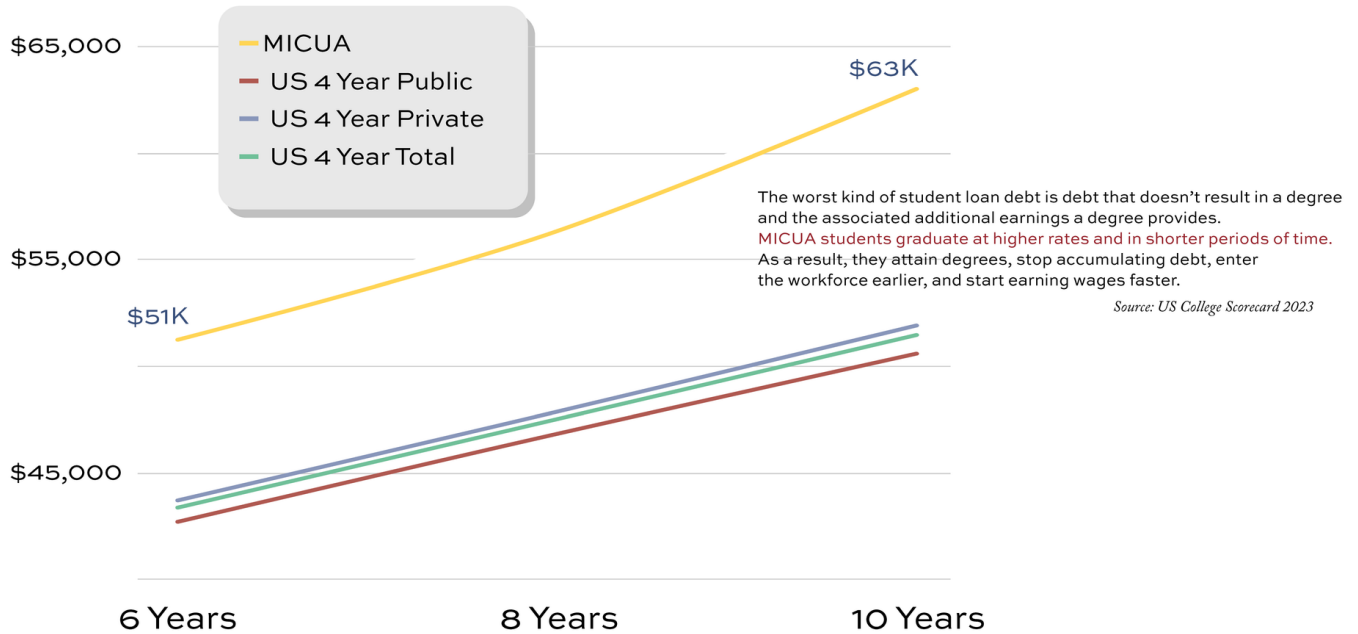 $65,000
MICUA
US 4 Year Public
US 4 Year Private
US 4 Year Total
$63K
The worst kind of student loan debt is debt that doesn’t result in a degree
and the associated additional earnings a degree provides.
MICUA students graduate at higher rates and in shorter periods of time.
As a result, they attain degrees, stop accumulating debt, enter
the workforce earlier, and start earning wages faster.
Source: US College Scorecard 2023
$55,000
$51K
$45,000
6 Years
8 Years
10 Years